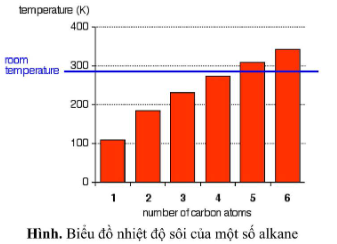 temperature (K)
400
room
temperature
300
200
100
0
1 2 3 4 5 6
number of carbon atoms
Hình. Biểu đồ nhiệt độ sôi của một số alkane